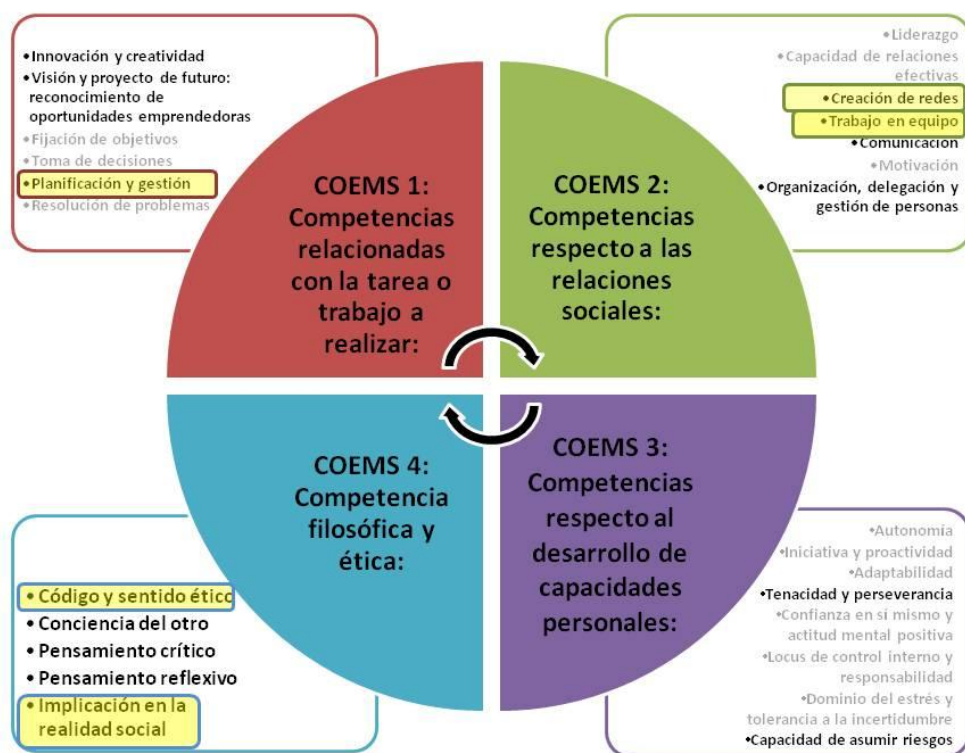 •Innovación y creatividad
•Visión y proyecto de futuro:
reconocimiento de
oportunidades emprendedoras
•Fijación de objetivos
•Toma de decisiones
•Planificación y gestión
•Resolución de problemas
•Liderazgo
•Capacidad de relaciones
efectivas
•Creación de redes
•Trabajo en equipo
•Comunicación
•Motivación
•Organización, delegación y
gestión de personas
COEMS 1:
Competencias
relacionadas
con la tarea o
trabajo a
realizar:
COEMS 2:
Competencias
respecto a las
relaciones
sociales:
COEMS 4:
Competencia
filosófica y
ética:
COEMS 3:
Competencias
respecto al
desarrollo de
capacidades
personales:
• Código y sentido ético
• Conciencia del otro
• Pensamiento crítico
• Pensamiento reflexivo
• Implicación en la
realidad social
•Autonomía
•Iniciativa y proactividad
•Adaptabilidad
•Tenacidad y perseverancia
•Confianza en sí mismo y
actitud mental positiva
•Locus de control interno y
responsabilidad
•Dominio del estrés y
tolerancia a la incertidumbre
•Capacidad de asumir riesgos